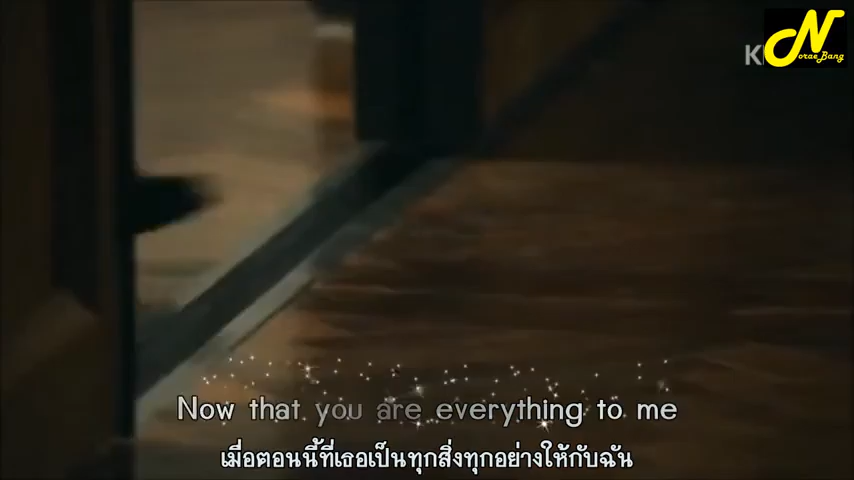 K
NoraeBang
Now that you are everything to me
เมื่อตอนนี้ที่เธอเป็นทุกสิ่งทุกอย่างให้กับฉัน